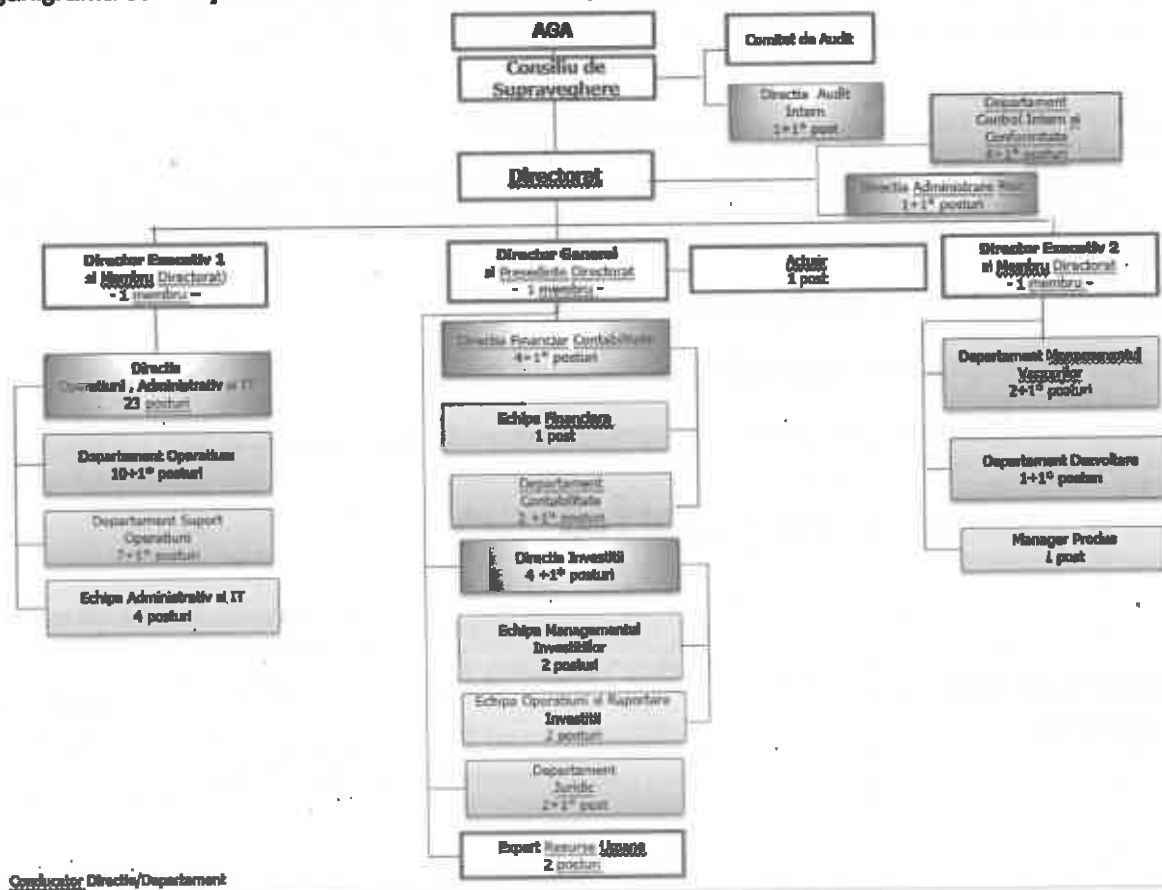 AGA
Comitet de Audit
Consiliu de
Supraveghere
Directia Audit
Intern
1+1* post
Departament
Control Intern si
Conformitate
Directorat
Directia Administrare
1+1* posturi
Director Executiv 1
si Membru Directorat)
- 1 membru -
Director General
si Presedinte Directorat
- 1 membru -
Actuar
1 post
Director Executiv 2
si Membru Directorat
- 1 membru -
Directia
Operatiuni , Administrativ si IT
23 posturi
Departament Operatiuni
10+1* posturi
Departament Suport
Operatiuni
7+1* posturi
Echipa Administrativ si IT
4 posturi
Directia Financiar Contabilitate
4+1* posturi
Echipa Financiara
1 post
Departament
Contabilitate
2 +1* posturi
Directia Investitii
4 +1* posturi
Echipa Managementul
Investitiilor
2 posturi
Echipa Operatiuni si Raportare
Investitii
2 posturi
Departament
Juridic
2+1* post
Expert Resurse Umane
2 posturi
Departament Managementul
2+1* posturi
Departament Dezvoltare
1+1* posturi
Manager Produs
1 post
Conducator Directie/Departament